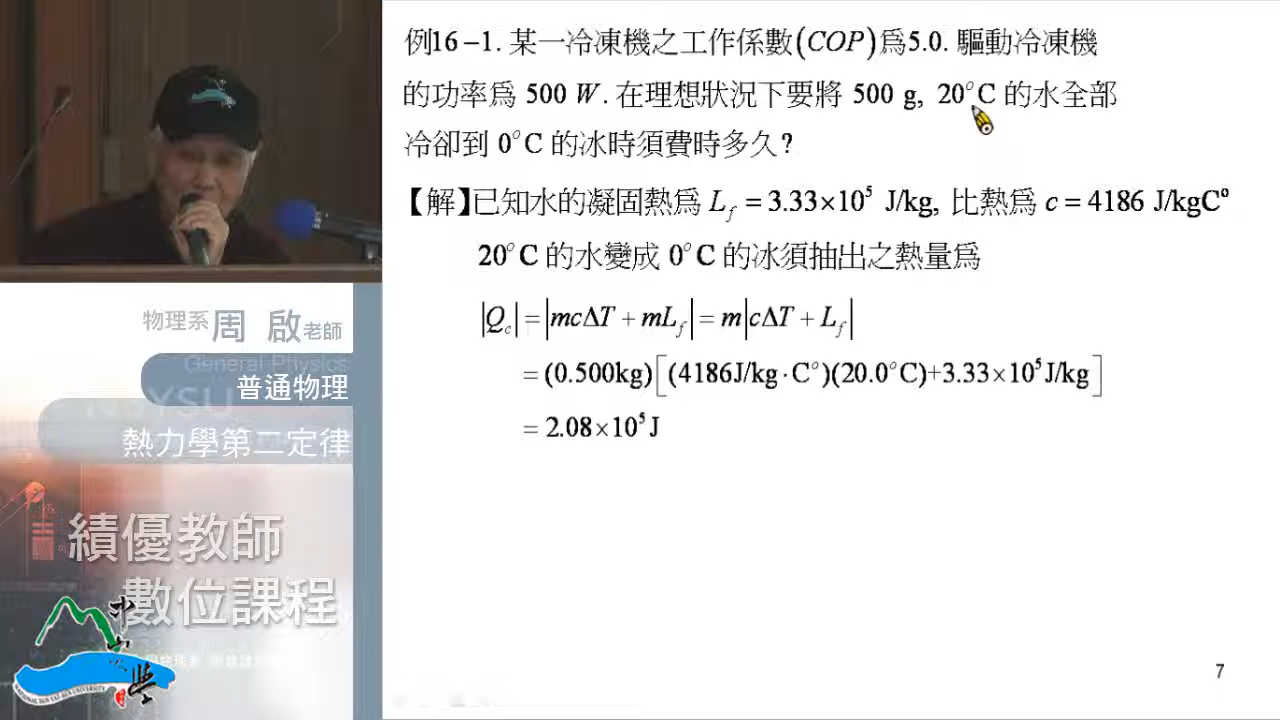 例16-1. 某一冷凍機之工作係數(COP)為5.0. 驅動冷凍機
的功率為 500 W. 在理想狀況下要將 500 g, 20°C 的水全部
冷卻到 0°C 的冰時須費時多久?
【解】已知水的凝固熱為 L_f = 3.33×10⁵ J/kg, 比熱為 c = 4186 J/kgC°
20°C 的水變成 0°C 的冰須抽出之熱量為
|Q_c| = |mcΔT + mL_f| = m|cΔT + L_f|
= (0.500kg)[(4186J/kg·C°)(20.0°C)+3.33×10⁵J/kg]
= 2.08×10⁵J
7
物理系 周 啟 老師
General Physics
普通物理
NSYSU
熱力學第二定律
績優教師
數位課程